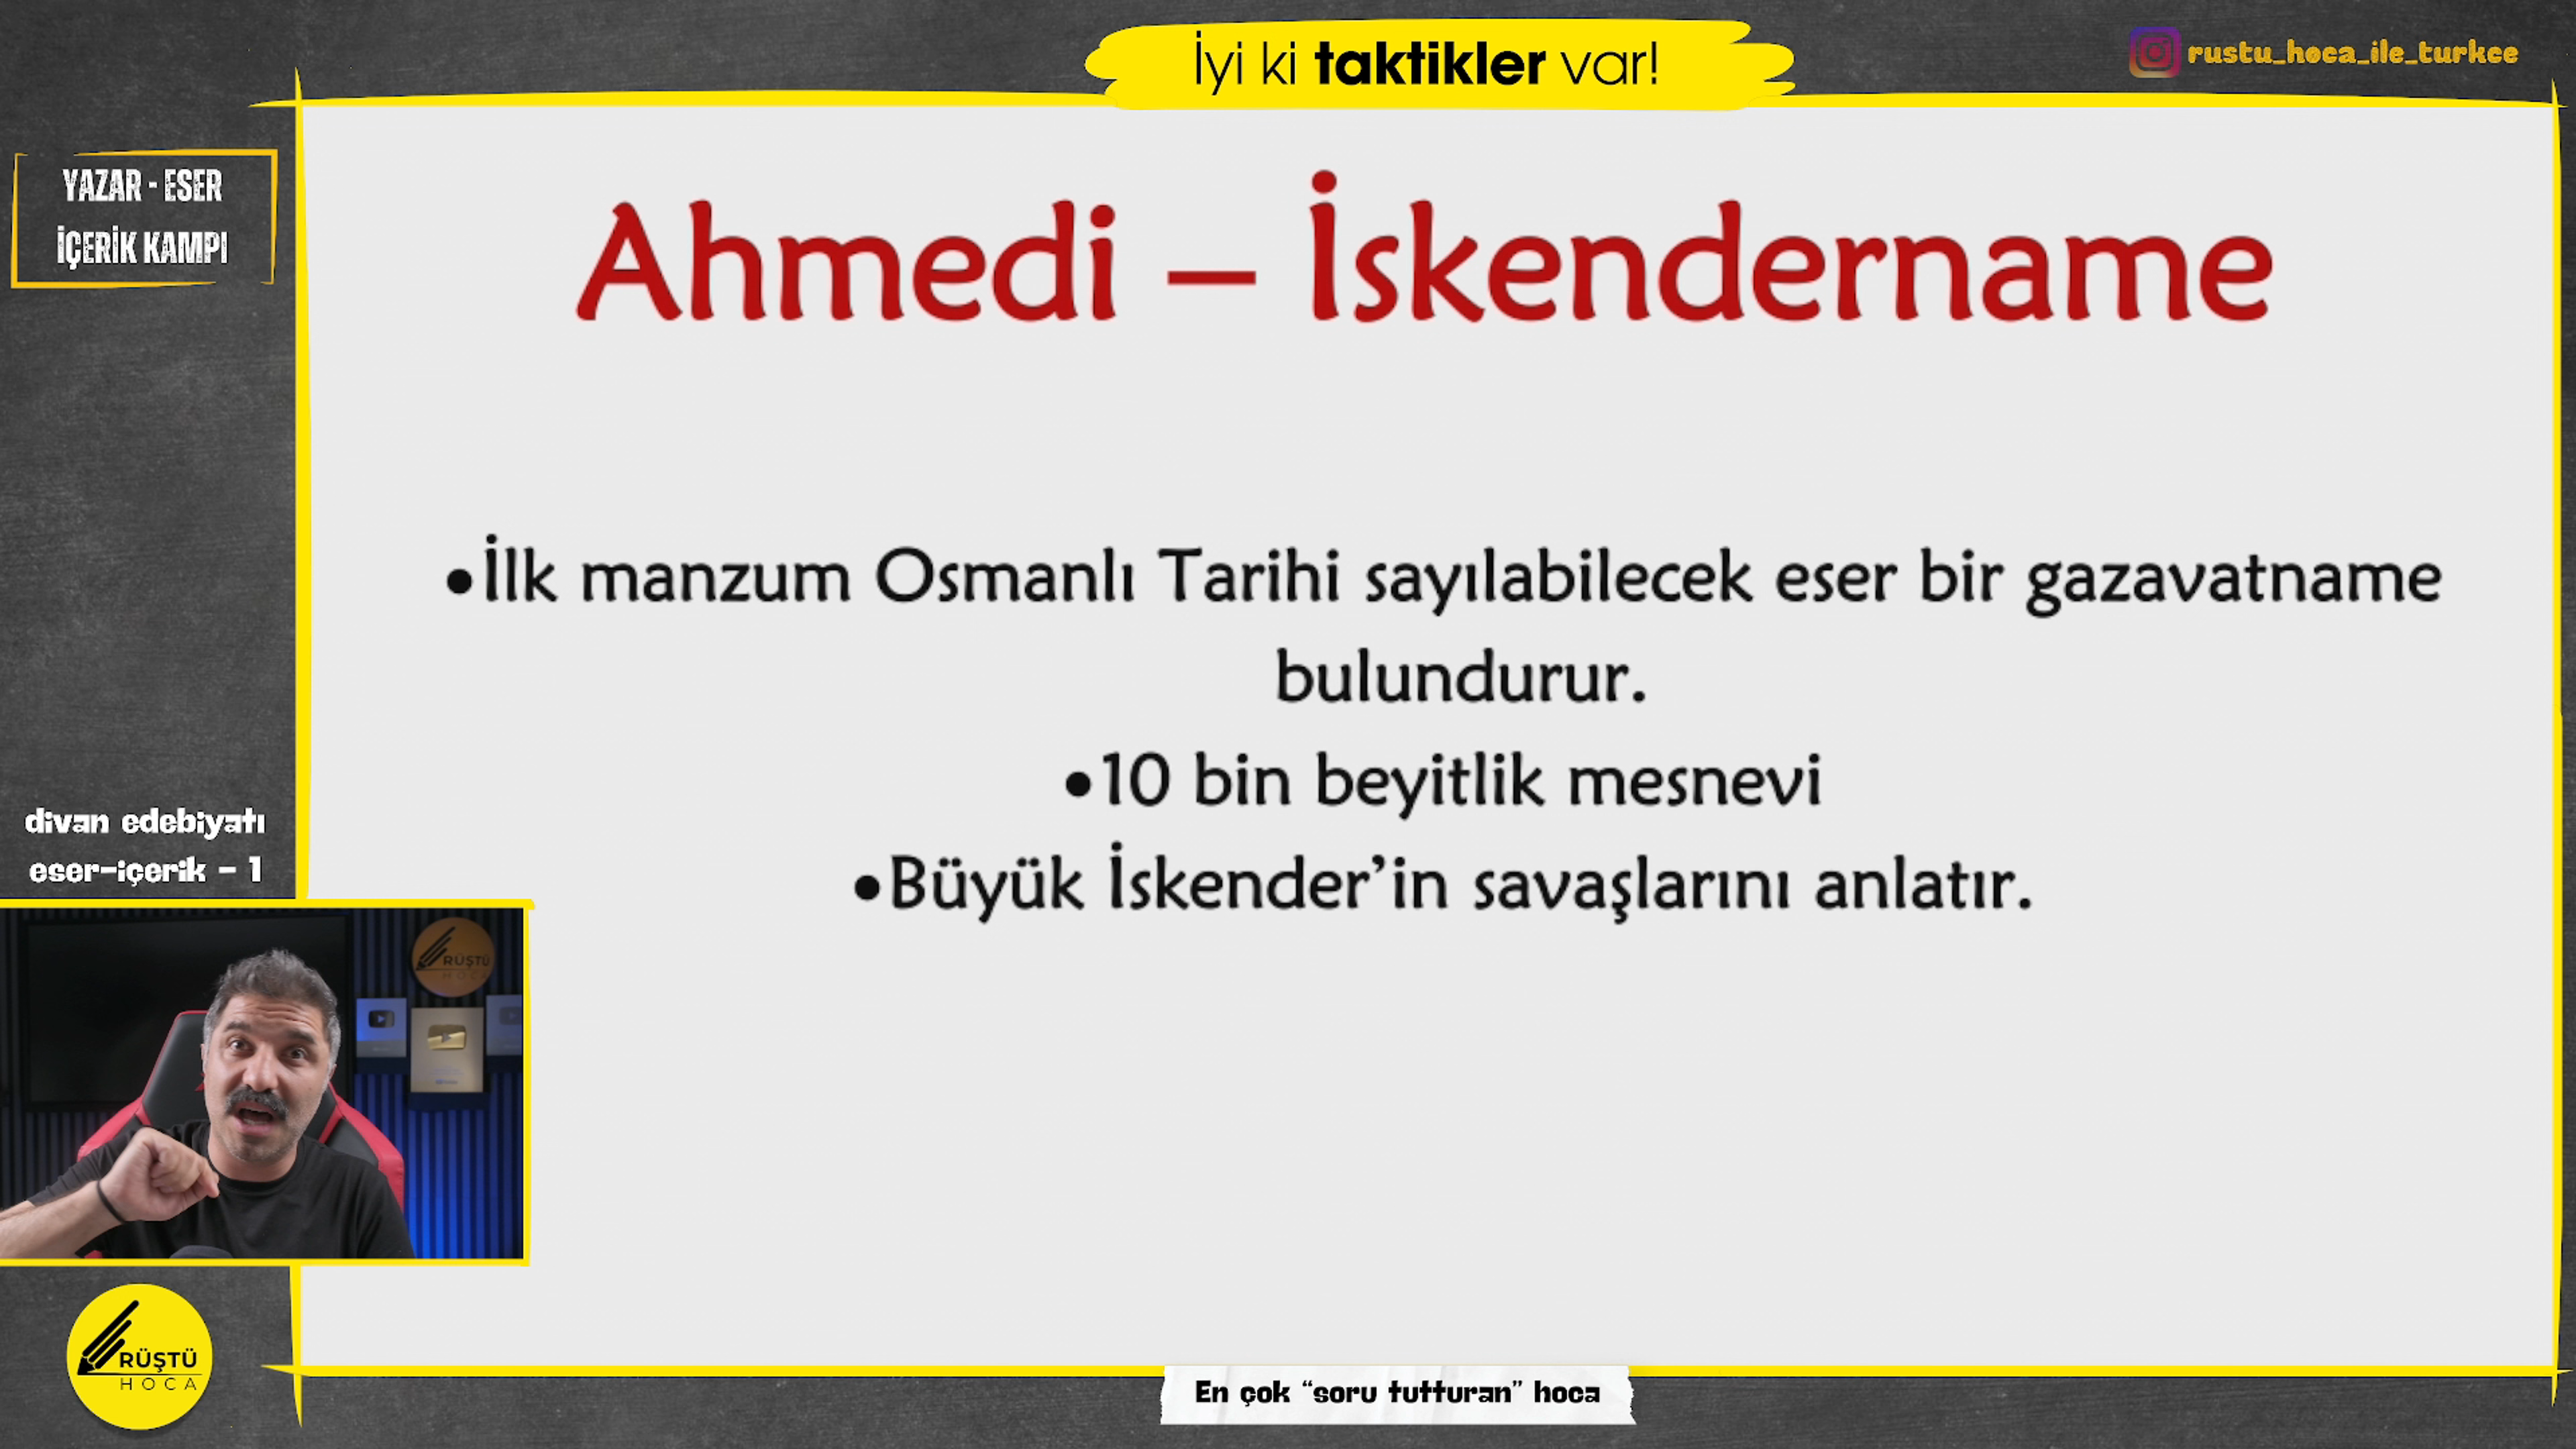 İyi ki taktikler var!
rustu_hoca_ile_turkce
YAZAR - ESER
İÇERİK KAMPI
Ahmedi – İskendername
•İlk manzum Osmanlı Tarihi sayılabilecek eser bir gazavatname
bulundurur.
•10 bin beyitlik mesnevi
•Büyük İskender’in savaşlarını anlatır.
divan edebiyatı
eser-içerik - 1
RÜŞTÜ
HOCA
RÜŞTÜ
HOCA
En çok “soru tutturan” hoca